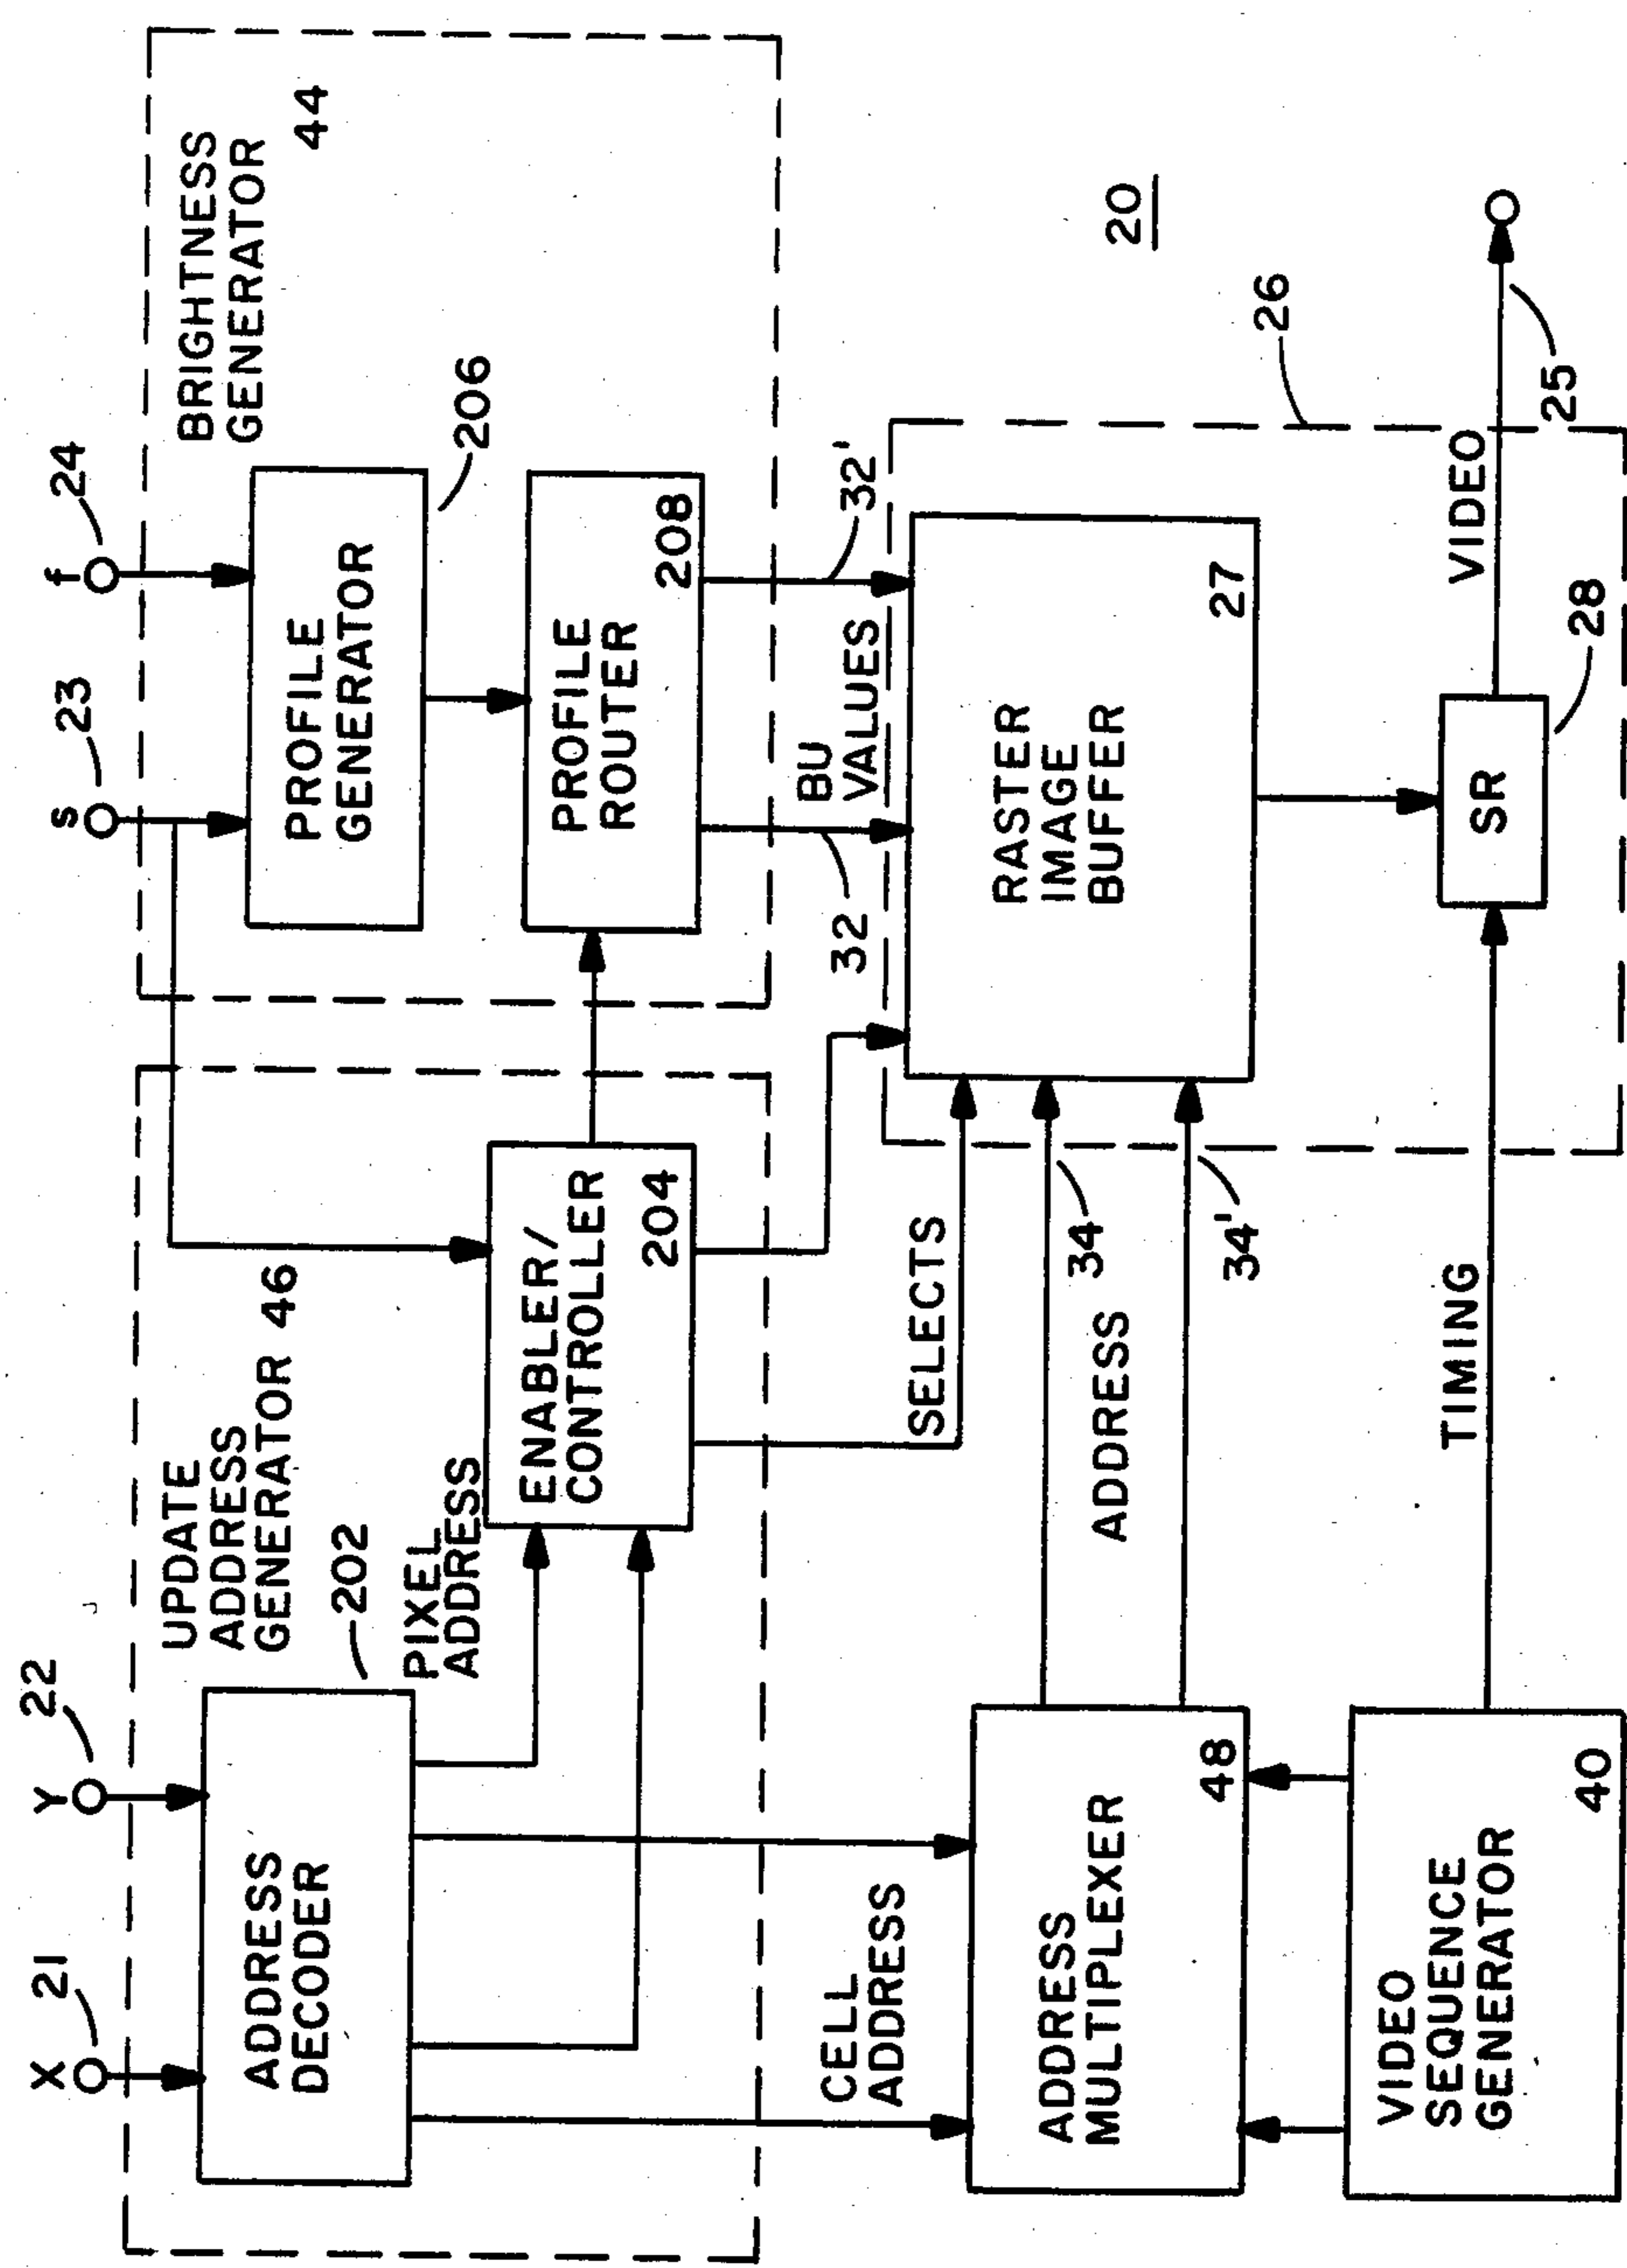 X
21
Y
22
s
23
f
24
UPDATE
ADDRESS
GENERATOR 46
BRIGHTNESS
GENERATOR
44
ADDRESS
DECODER
202
PIXEL
ADDRESS
ENABLER/
CONTROLLER
204
PROFILE
GENERATOR
206
PROFILE
ROUTER
208
CELL
ADDRESS
SELECTS
32
BU
VALUES
32'
ADDRESS
MULTIPLEXER
48
34
ADDRESS
34'
RASTER
IMAGE
BUFFER
27
26
20
VIDEO
SEQUENCE
GENERATOR
40
TIMING
SR
28
VIDEO
25